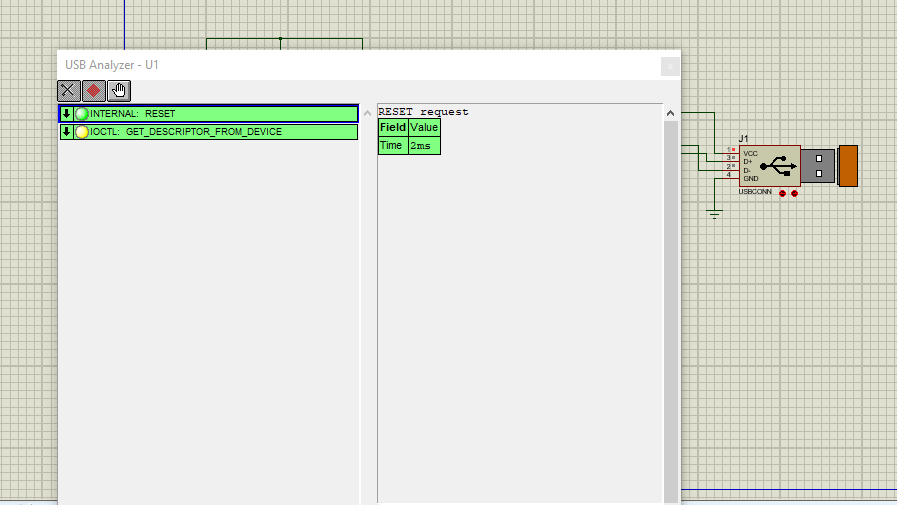 USB Analyzer - U1
INTERNAL: RESET
IOCTL: GET_DESCRIPTOR_FROM_DEVICE
RESET request
Field Value
Time 2ms
J1
1 VCC
3 D+
2 D-
4 GND
USBCONN